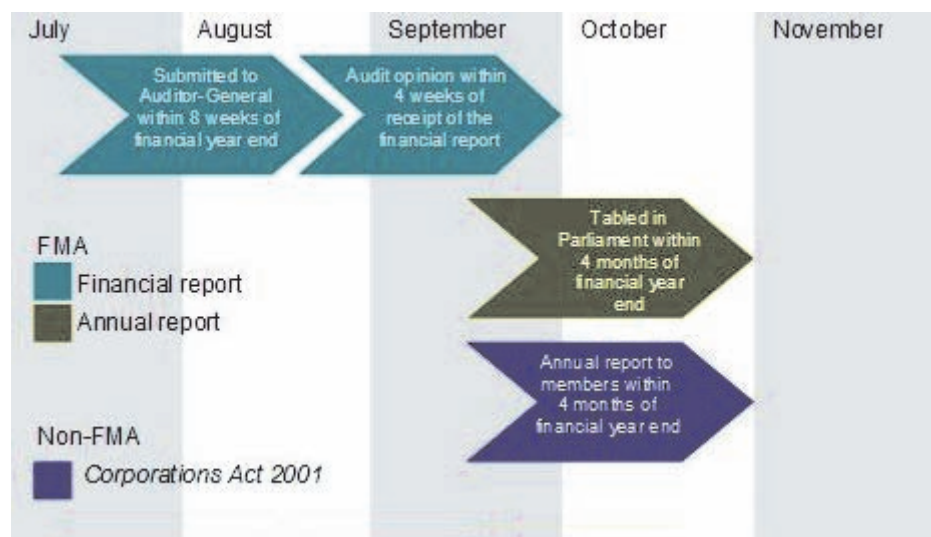 July August September October November
Submitted to
Auditor-General
within 8 weeks of
financial year end
Audit opinion within
4 weeks of
receipt of the
financial report
Tabled in
Parliament within
4 months of
financial year
end
FMA
Financial report
Annual report
Annual report to
members within
4 months of
financial year end
Non-FMA
Corporations Act 2001